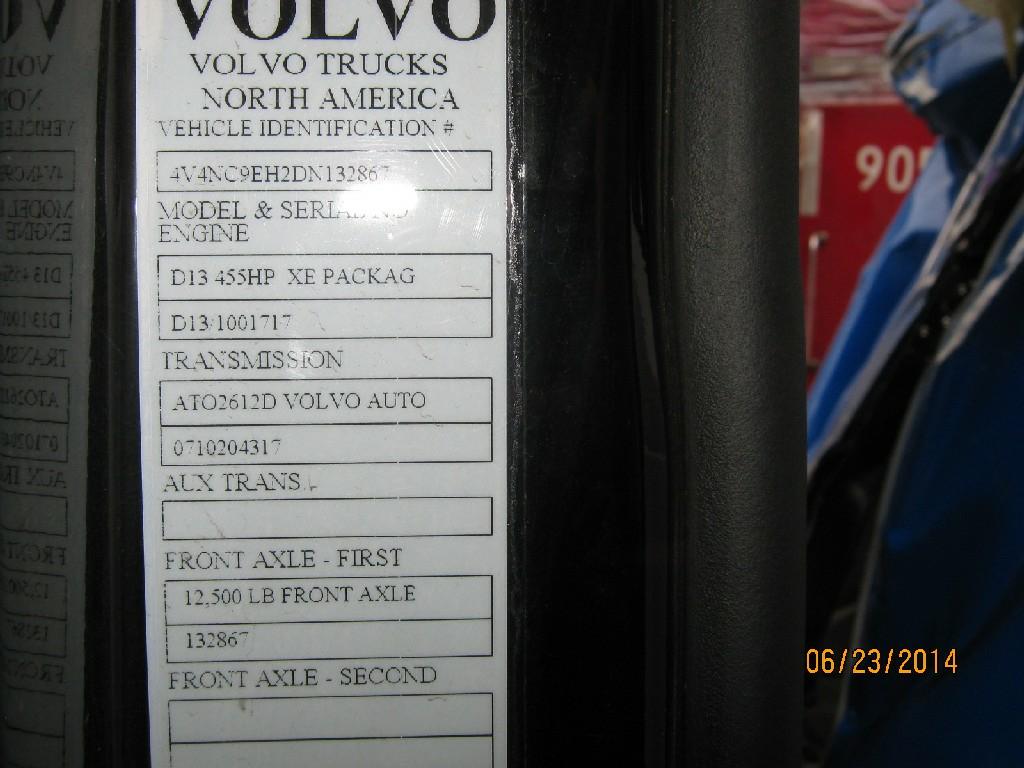 VOLVO
VOLVO TRUCKS
NORTH AMERICA
VEHICLE IDENTIFICATION #
4V4NC9EH2DN132867
MODEL & SERIAL NO
ENGINE
D13 455HP XE PACKAG
D13/1001717
TRANSMISSION
ATO2612D VOLVO AUTO
0710204317
AUX TRANS.
FRONT AXLE - FIRST
12,500 LB FRONT AXLE
132867
FRONT AXLE - SECOND
90
06/23/2014